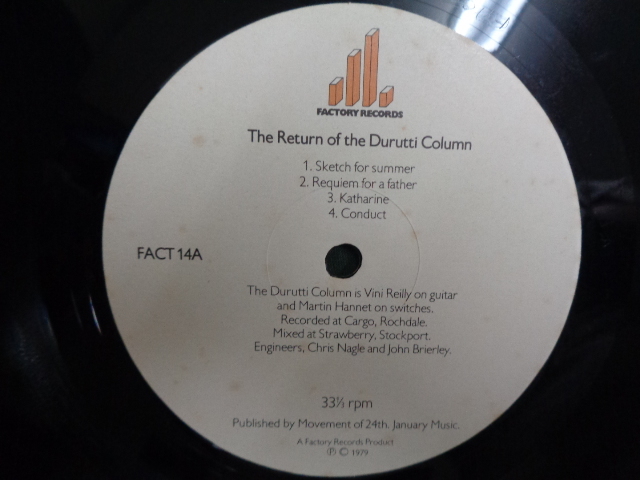 FACTORY RECORDS
The Return of the Durutti Column
1. Sketch for summer
2. Requiem for a father
3. Katharine
4. Conduct
FACT 14A
The Durutti Column is Vini Reilly on guitar
and Martin Hannet on switches.
Recorded at Cargo, Rochdale.
Mixed at Strawberry, Stockport.
Engineers, Chris Nagle and John Brierley.
33⅓ rpm
Published by Movement of 24th. January Music.
A Factory Records Product
℗ © 1979